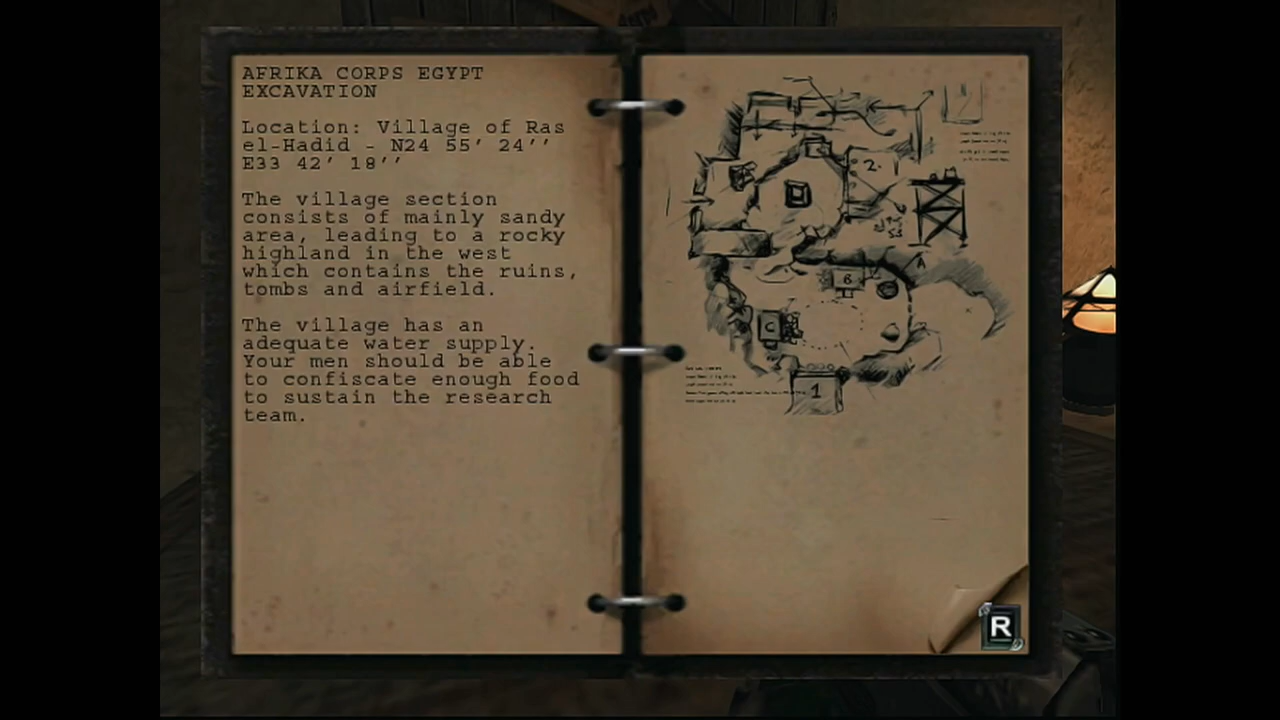 AFRIKA CORPS EGYPT
EXCAVATION
Location: Village of Ras
el-Hadid - N24 55' 24''
E33 42' 18''
The village section
consists of mainly sandy
area, leading to a rocky
highland in the west
which contains the ruins,
tombs and airfield.
The village has an
adequate water supply.
Your men should be able
to confiscate enough food
to sustain the research
team.
2.
6
C
1
R